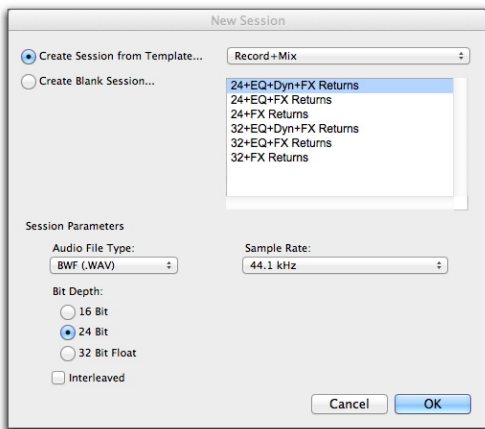 New Session
Create Session from Template...
Record+Mix
Create Blank Session...
24+EQ+Dyn+FX Returns
24+EQ+FX Returns
24+FX Returns
32+EQ+Dyn+FX Returns
32+EQ+FX Returns
32+FX Returns
Session Parameters
Audio File Type:
Sample Rate:
BWF (.WAV)
44.1 kHz
Bit Depth:
16 Bit
24 Bit
32 Bit Float
Interleaved
Cancel
OK